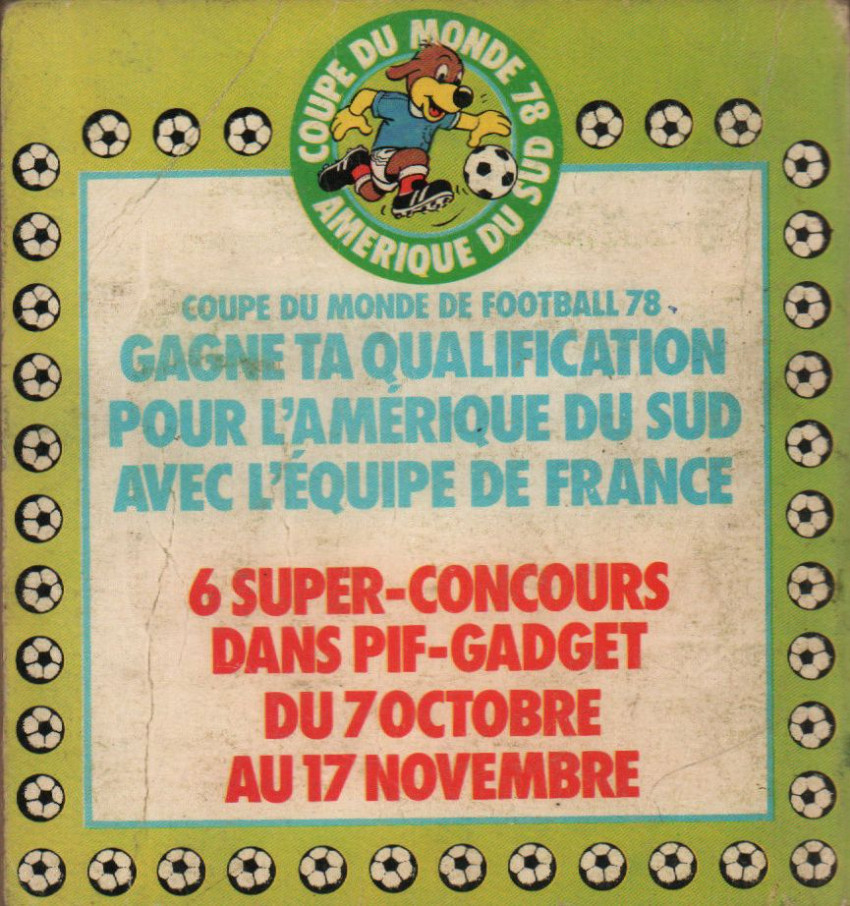 COUPE DU MONDE 78
AMERIQUE DU SUD
COUPE DU MONDE DE FOOTBALL 78
GAGNE TA QUALIFICATION
POUR L'AMÉRIQUE DU SUD
AVEC L'ÉQUIPE DE FRANCE
6 SUPER-CONCOURS
DANS PIF-GADGET
DU 7 OCTOBRE
AU 17 NOVEMBRE